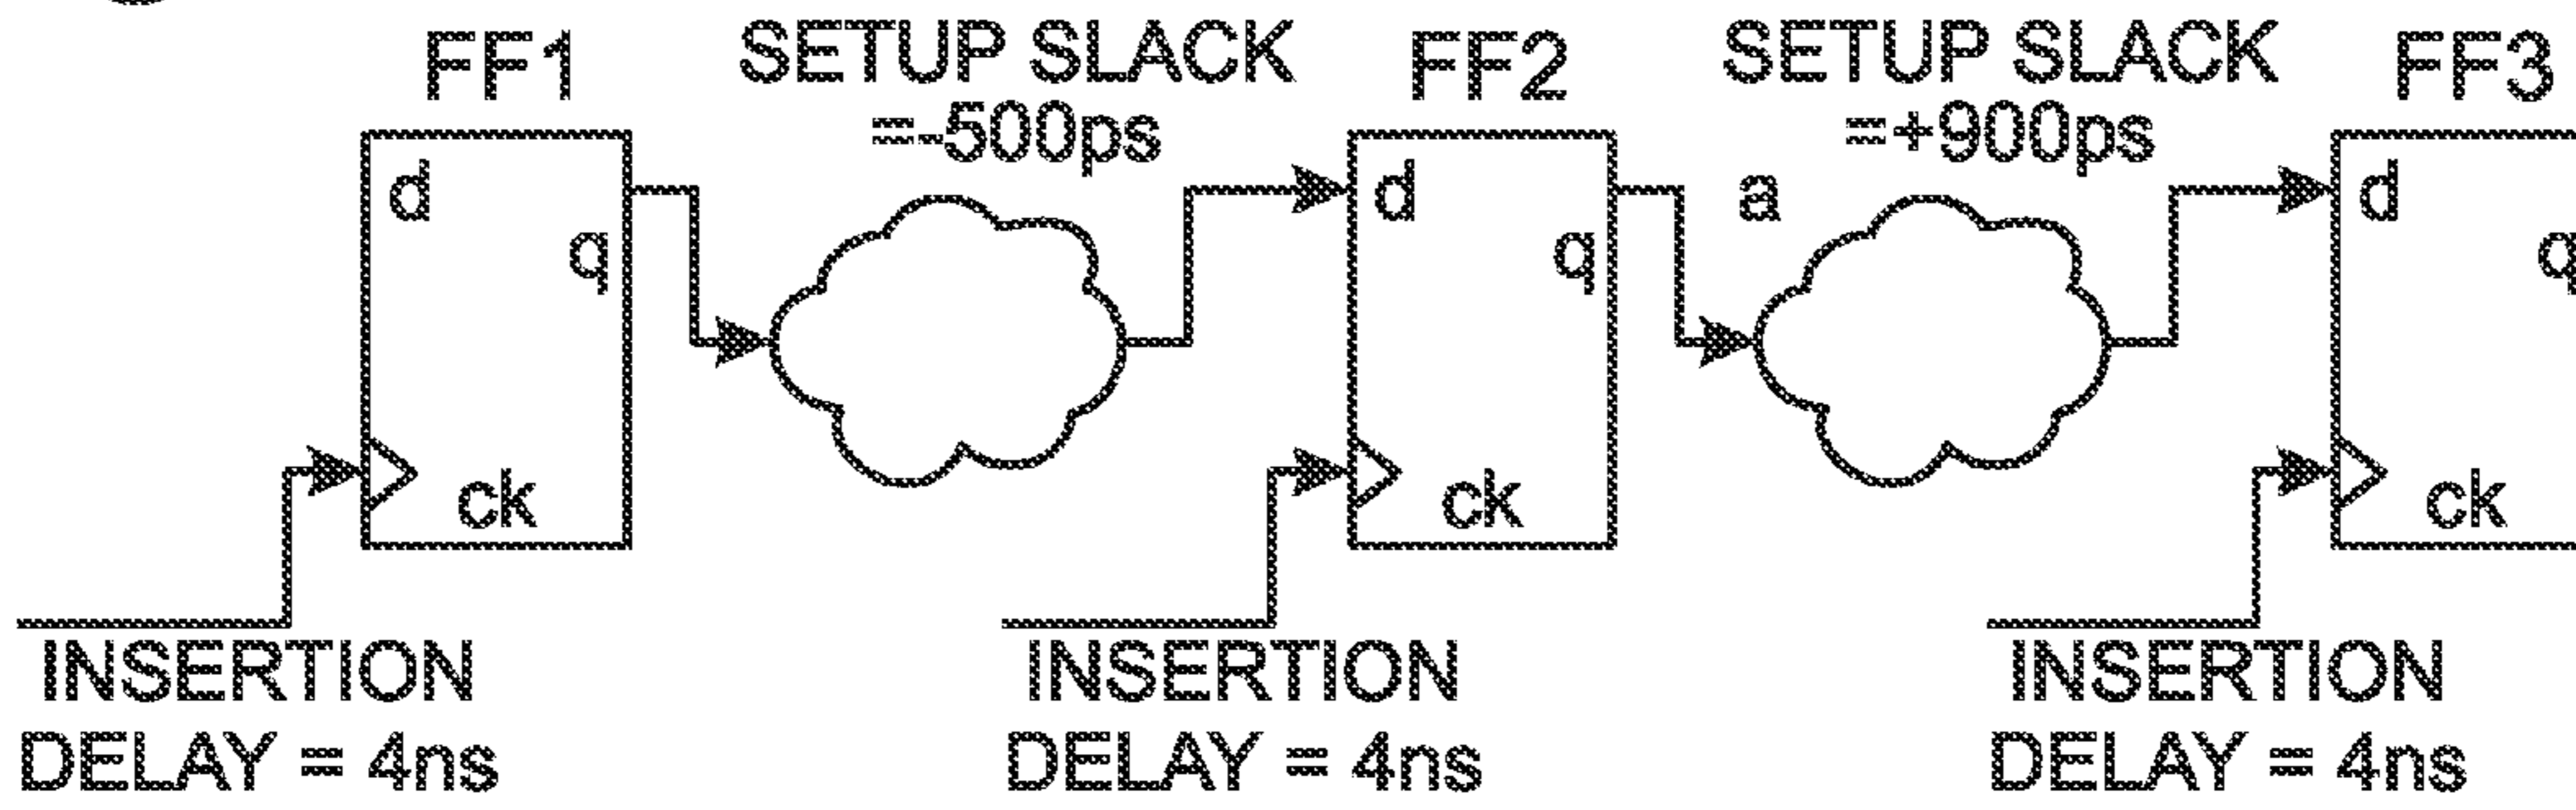 FF1
SETUP SLACK
=-500ps
FF2
SETUP SLACK
=+900ps
FF3
d
q
ck
d
q
ck
a
d
q
ck
INSERTION
DELAY = 4ns
INSERTION
DELAY = 4ns
INSERTION
DELAY = 4ns